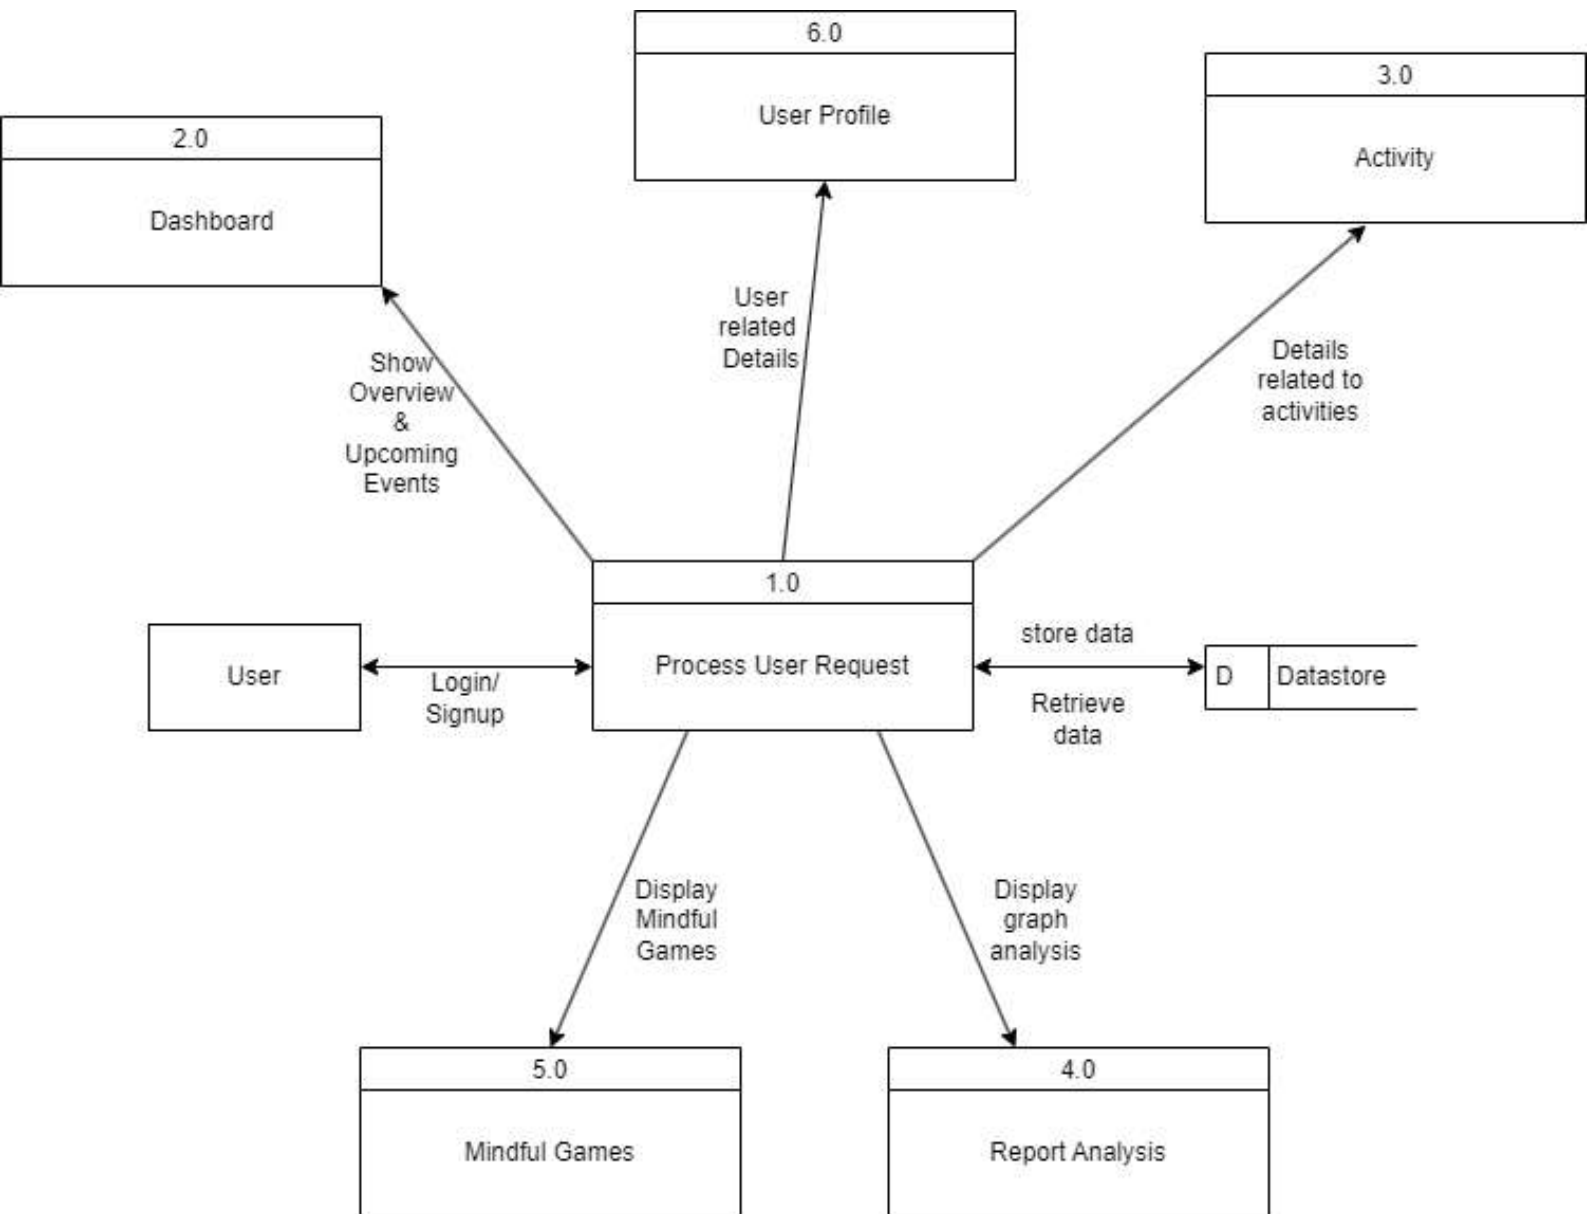 6.0
User Profile
3.0
Activity
2.0
Dashboard
User
related
Details
Show
Overview
&
Upcoming
Events
Details
related to
activities
1.0
Process User Request
User
Login/
Signup
store data
Retrieve
data
D
Datastore
Display
Mindful
Games
Display
graph
analysis
5.0
Mindful Games
4.0
Report Analysis